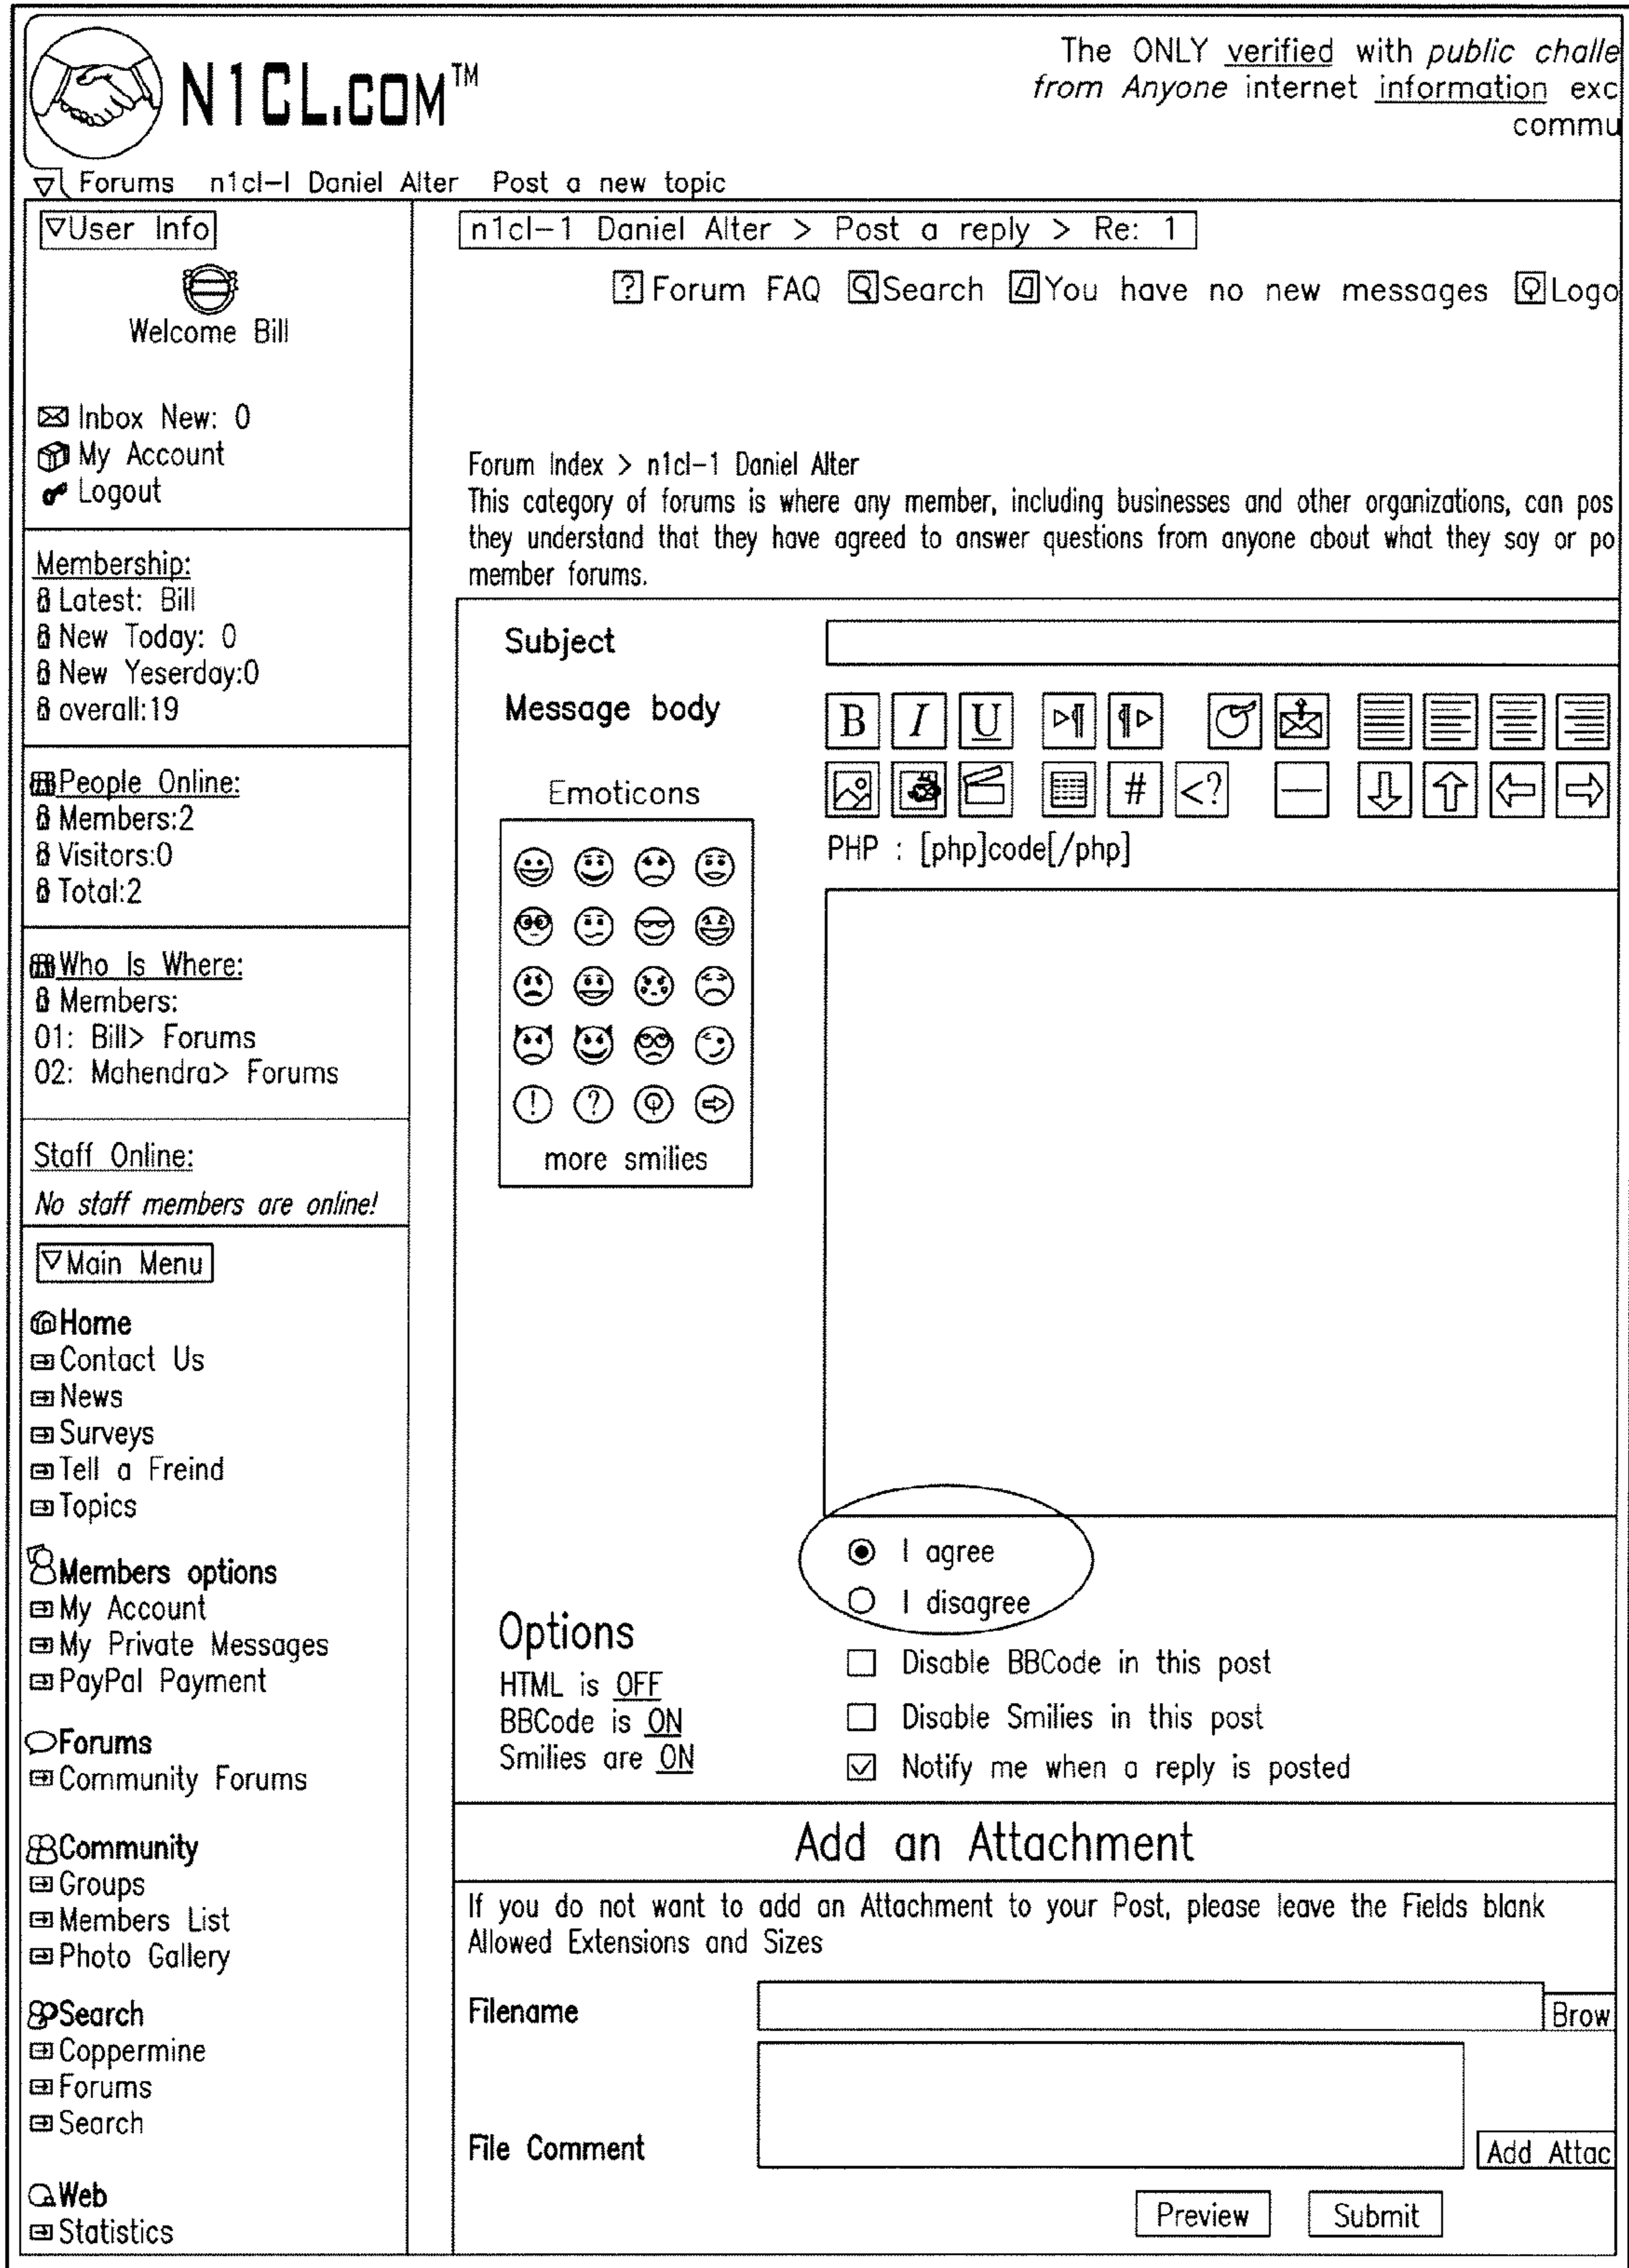 N1CL.COM™
The ONLY verified with public challe
from Anyone internet information exc
commu
Forums n1cl-l Daniel Alter Post a new topic
User Info
Welcome Bill
Inbox New: 0
My Account
Logout
Membership:
Latest: Bill
New Today: 0
New Yeserday:0
overall:19
People Online:
Members:2
Visitors:0
Total:2
Who Is Where:
Members:
01: Bill> Forums
02: Mahendra> Forums
Staff Online:
No staff members are online!
Main Menu
Home
Contact Us
News
Surveys
Tell a Freind
Topics
Members options
My Account
My Private Messages
PayPal Payment
Forums
Community Forums
Community
Groups
Members List
Photo Gallery
Search
Coppermine
Forums
Search
Web
Statistics
n1cl-1 Daniel Alter > Post a reply > Re: 1
? Forum FAQ Search You have no new messages Logo
Forum Index > n1cl-1 Daniel Alter
This category of forums is where any member, including businesses and other organizations, can pos
they understand that they have agreed to answer questions from anyone about what they say or po
member forums.
Subject
Message body
B I U
# <?
PHP : [php]code[/php]
Emoticons
! ?
more smilies
I agree
I disagree
Options
HTML is OFF
BBCode is ON
Smilies are ON
Disable BBCode in this post
Disable Smilies in this post
Notify me when a reply is posted
Add an Attachment
If you do not want to add an Attachment to your Post, please leave the Fields blank
Allowed Extensions and Sizes
Filename
Brow
File Comment
Add Attac
Preview Submit